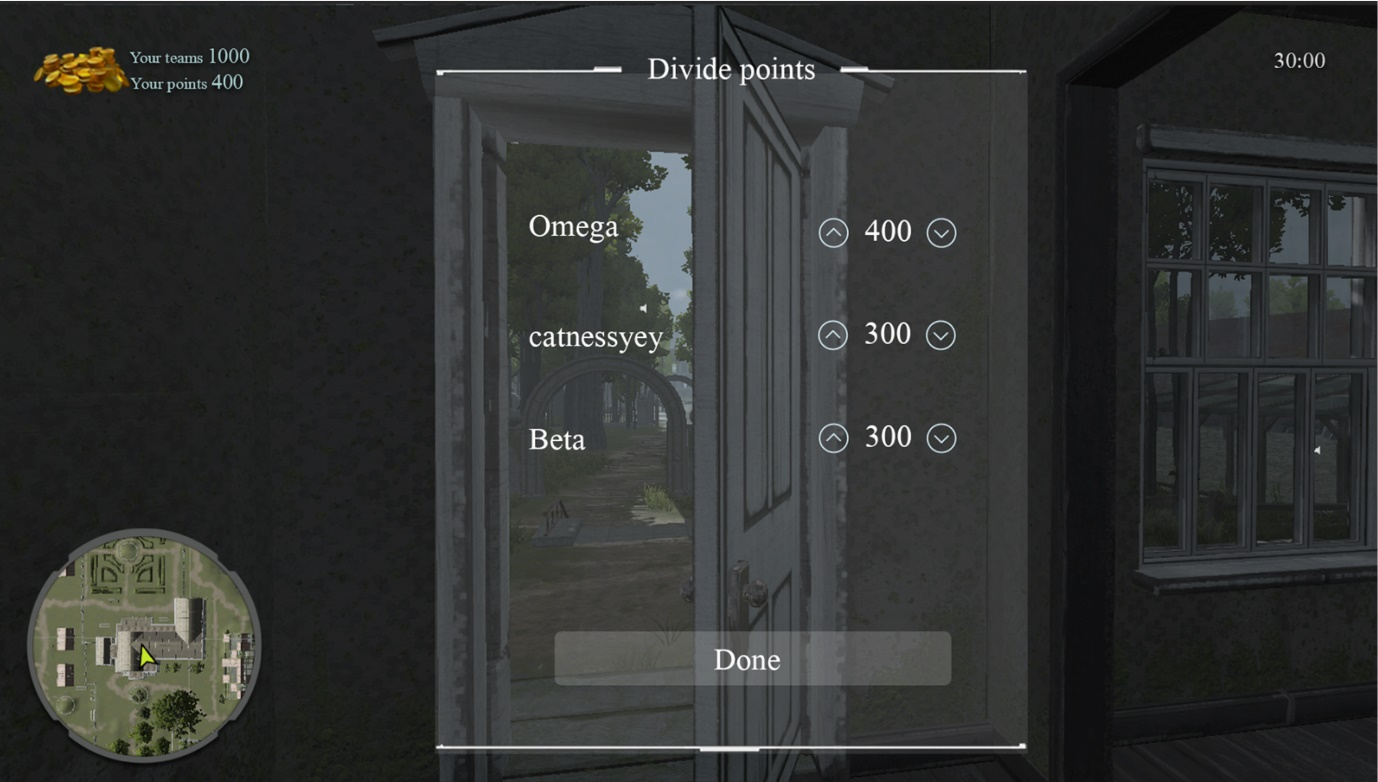 Your teams 1000
Your points 400
Divide points
30:00
Omega 400
catnessyey 300
Beta 300
Done